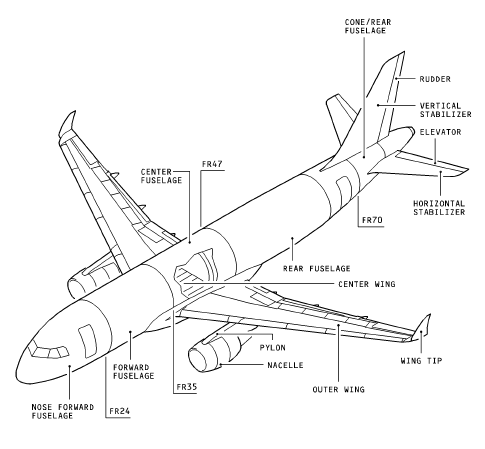 CONE/REAR
FUSELAGE
RUDDER
VERTICAL
STABILIZER
ELEVATOR
FR47
CENTER
FUSELAGE
HORIZONTAL
STABILIZER
FR70
REAR FUSELAGE
CENTER WING
PYLON
WING TIP
NACELLE
FORWARD
FUSELAGE
FR35
OUTER WING
NOSE FORWARD
FUSELAGE
FR24